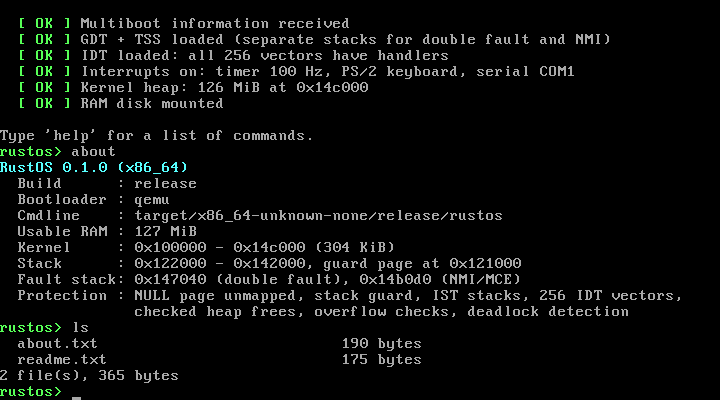 [ OK ] Multiboot information received
[ OK ] GDT + TSS loaded (separate stacks for double fault and NMI)
[ OK ] IDT loaded: all 256 vectors have handlers
[ OK ] Interrupts on: timer 100 Hz, PS/2 keyboard, serial COM1
[ OK ] Kernel heap: 126 MiB at 0x14c000
[ OK ] RAM disk mounted
Type 'help' for a list of commands.
rustos> about
RustOS 0.1.0 (x86_64)
Build : release
Bootloader : qemu
Cmdline : target/x86_64-unknown-none/release/rustos
Usable RAM : 127 MiB
Kernel : 0x100000 - 0x14c000 (304 KiB)
Stack : 0x122000 - 0x142000, guard page at 0x121000
Fault stack: 0x147040 (double fault), 0x14b0d0 (NMI/MCE)
Protection : NULL page unmapped, stack guard, IST stacks, 256 IDT vectors,
checked heap frees, overflow checks, deadlock detection
rustos> ls
about.txt 190 bytes
readme.txt 175 bytes
2 file(s), 365 bytes
rustos> _